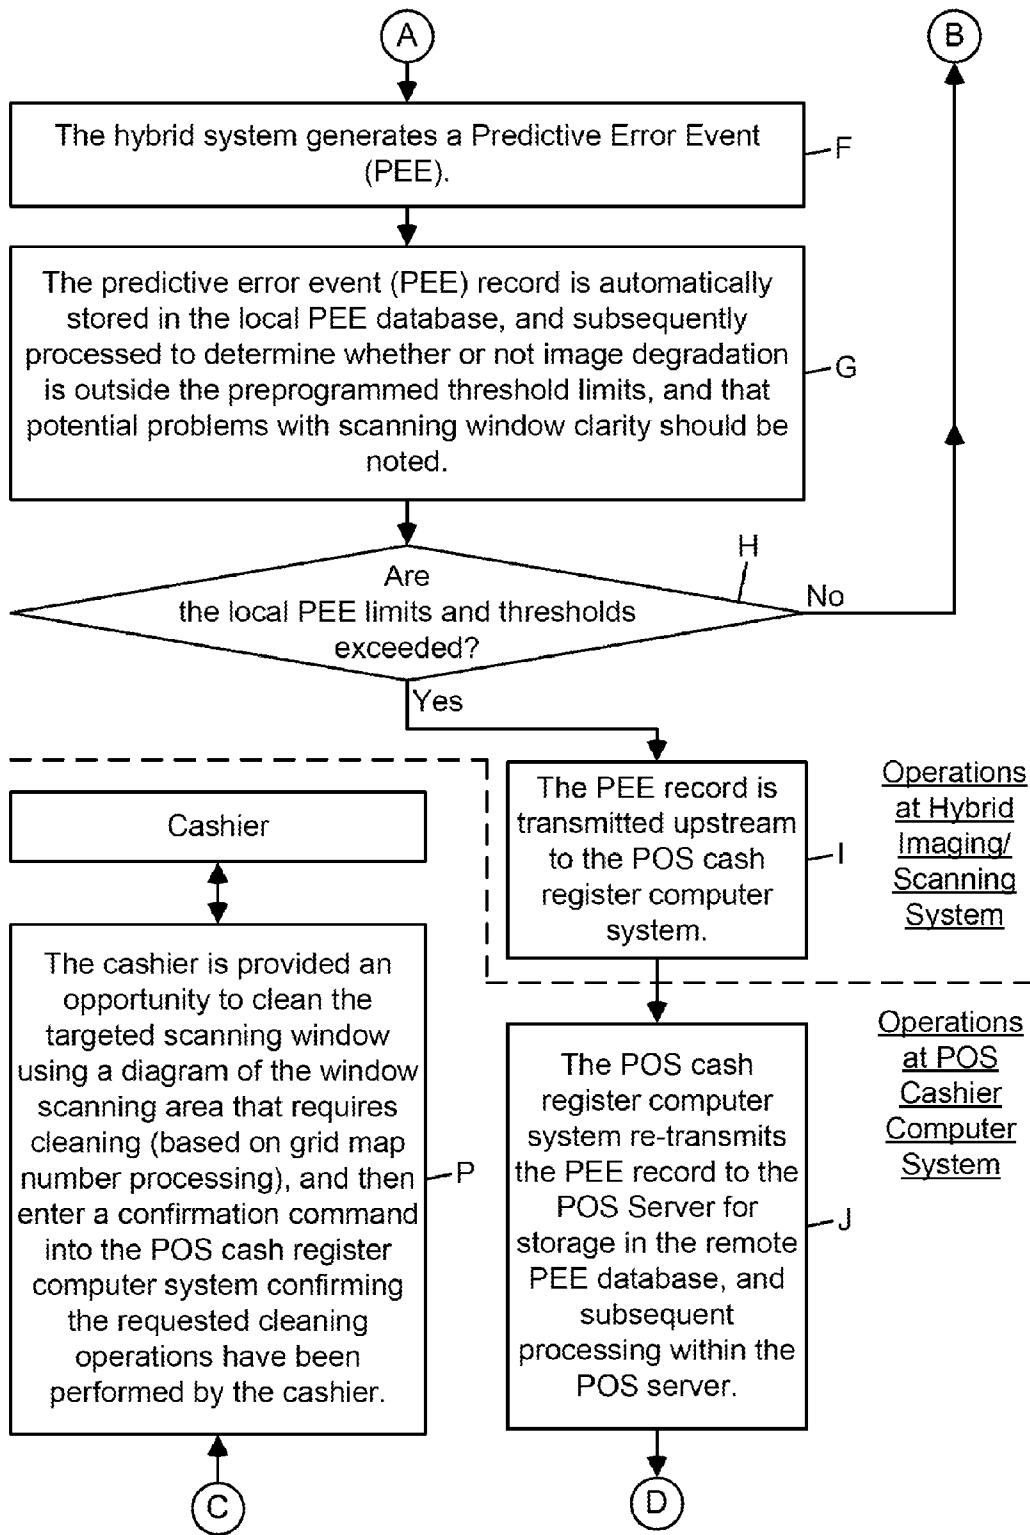 A
B
The hybrid system generates a Predictive Error Event
(PEE).
F
The predictive error event (PEE) record is automatically
stored in the local PEE database, and subsequently
processed to determine whether or not image degradation
is outside the preprogrammed threshold limits, and that
potential problems with scanning window clarity should be
noted.
G
H
Are
the local PEE limits and thresholds
exceeded?
No
Yes
The PEE record is
transmitted upstream
to the POS cash
register computer
system.
I
Operations
at Hybrid
Imaging/
Scanning
System
Cashier
The cashier is provided an
opportunity to clean the
targeted scanning window
using a diagram of the window
scanning area that requires
cleaning (based on grid map
number processing), and then
enter a confirmation command
into the POS cash register
computer system confirming
the requested cleaning
operations have been
performed by the cashier.
P
The POS cash
register computer
system re-transmits
the PEE record to the
POS Server for
storage in the remote
PEE database, and
subsequent
processing within the
POS server.
J
Operations
at POS
Cashier
Computer
System
C
D